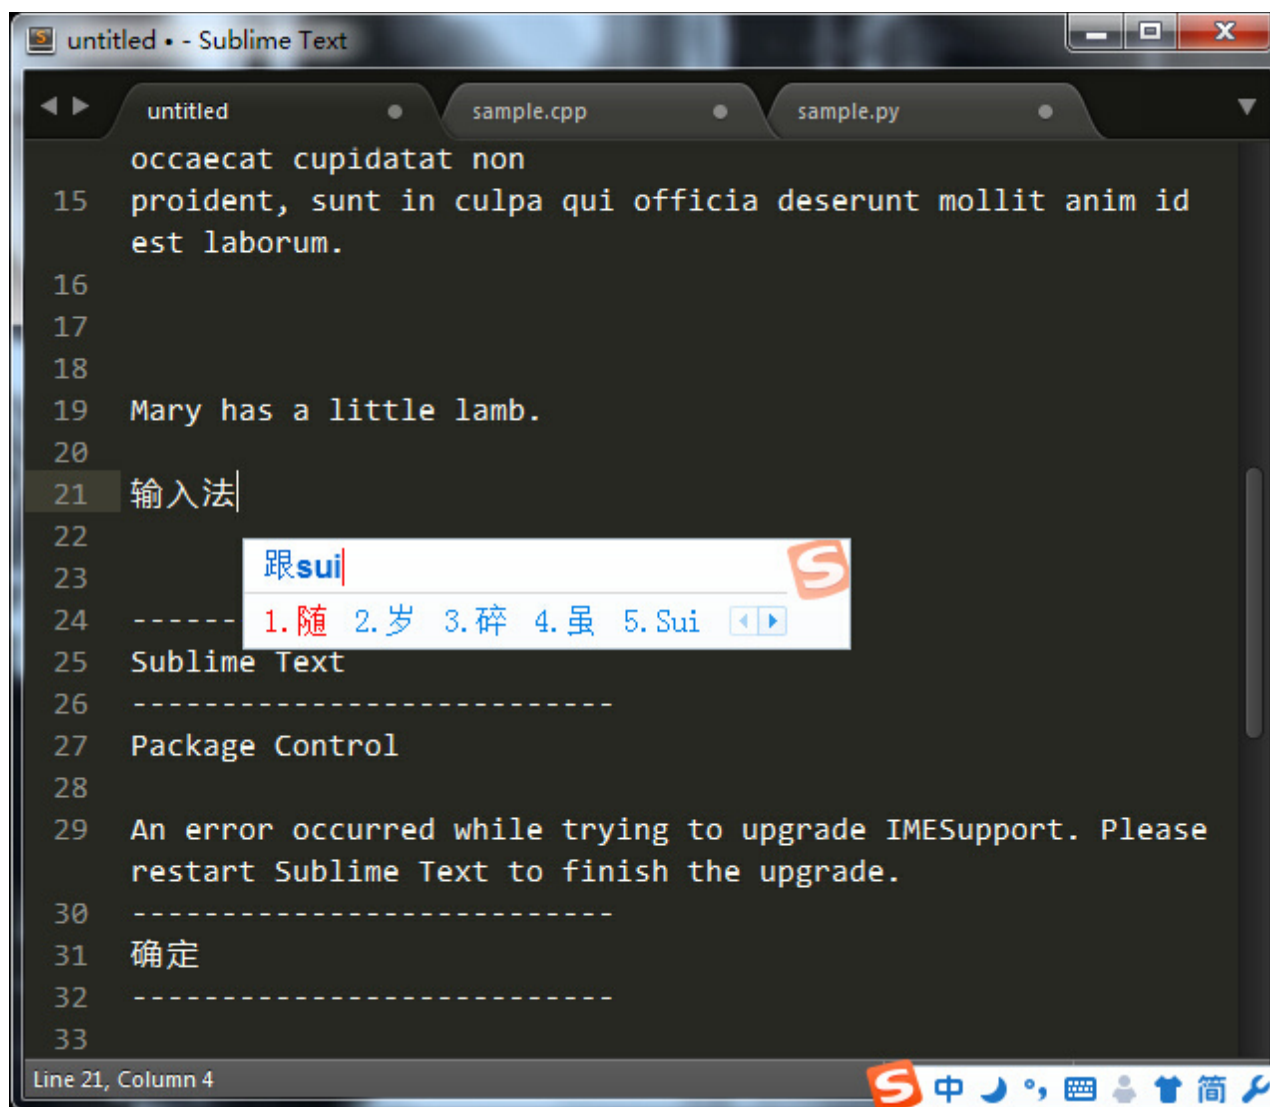 untitled • - Sublime Text
untitled sample.cpp sample.py
occaecat cupidatat non
15 proident, sunt in culpa qui officia deserunt mollit anim id
est laborum.
16
17
18
19 Mary has a little lamb.
20
21 输入法
22
跟sui
23
1.随 2.岁 3.碎 4.虽 5.Sui
24 ------
25 Sublime Text
26 ---------------------------
27 Package Control
28
29 An error occurred while trying to upgrade IMESupport. Please
restart Sublime Text to finish the upgrade.
30 ---------------------------
31 确定
32 ---------------------------
33
Line 21, Column 4
S 中 简